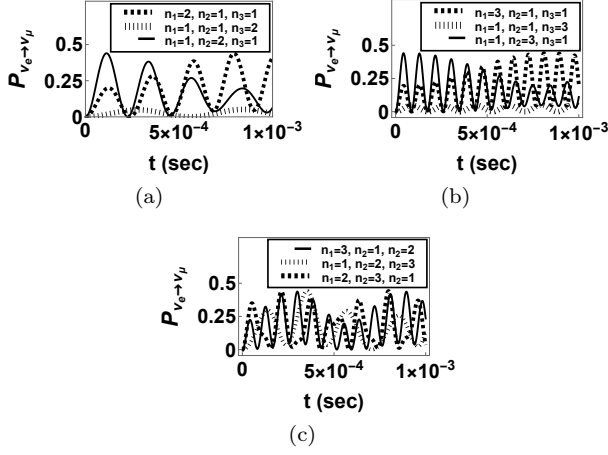 n₁=2, n₂=1, n₃=1
n₁=1, n₂=1, n₃=2
n₁=1, n₂=2, n₃=1
P_{νₑ→ν_μ}
0.5
0.25
0
0
5×10⁻⁴
1×10⁻³
t (sec)
(a)
n₁=3, n₂=1, n₃=1
n₁=1, n₂=1, n₃=3
n₁=1, n₂=3, n₃=1
P_{νₑ→ν_μ}
0.5
0.25
0
0
5×10⁻⁴
1×10⁻³
t (sec)
(b)
n₁=3, n₂=1, n₃=2
n₁=1, n₂=2, n₂=3
n₁=2, n₂=3, n₂=1
P_{νₑ→ν_μ}
0.5
0.25
0
0
5×10⁻⁴
1×10⁻³
t (sec)
(c)